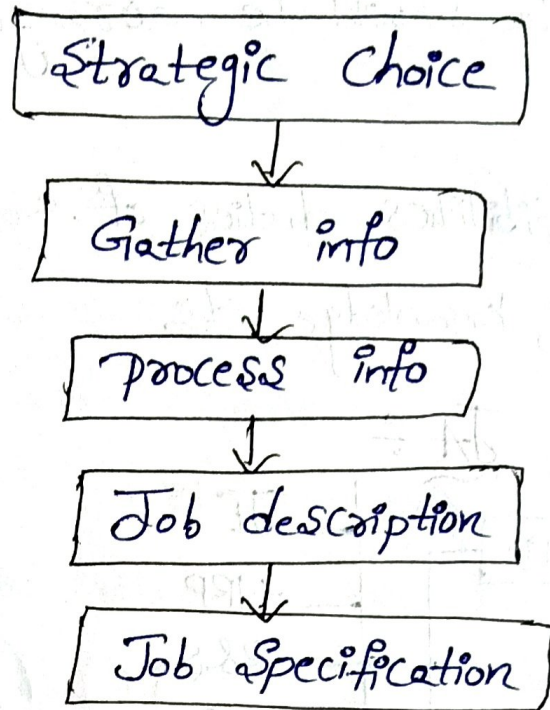 Strategic Choice
Gather info
process info
Job description
Job Specification